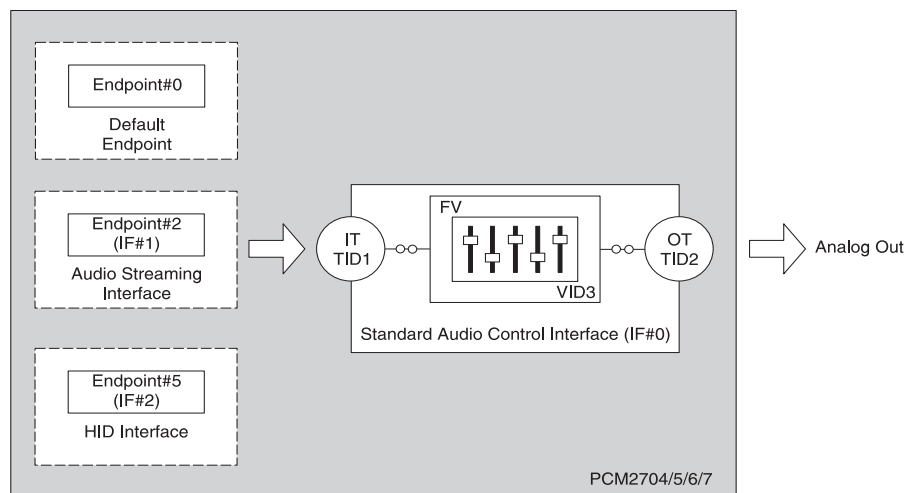 Endpoint#0
Default
Endpoint
Endpoint#2
(IF#1)
Audio Streaming
Interface
Endpoint#5
(IF#2)
HID Interface
IT
TID1
FV
VID3
OT
TID2
Standard Audio Control Interface (IF#0)
Analog Out
PCM2704/5/6/7